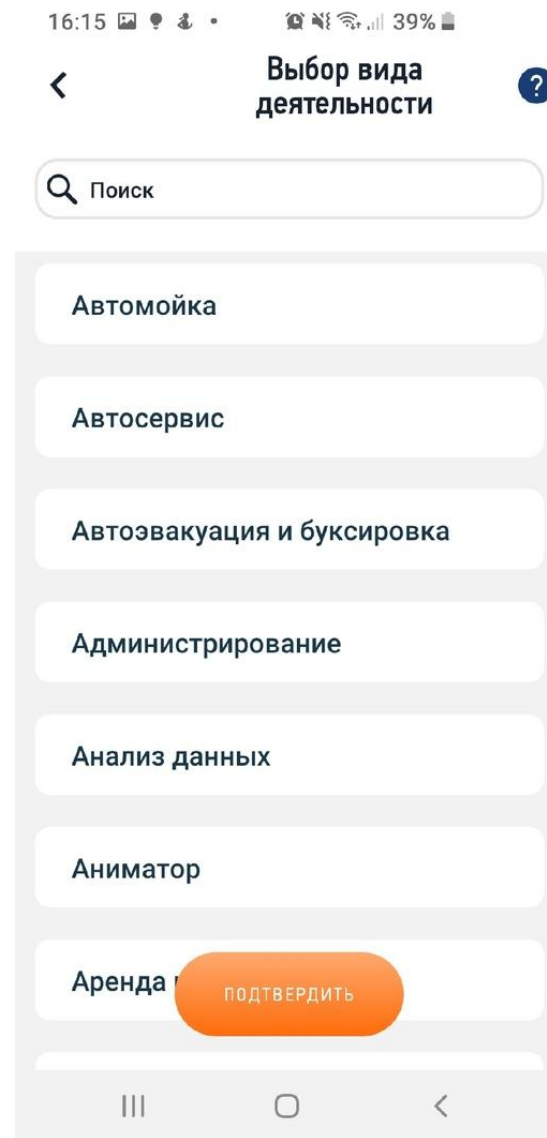 16:15 39%
Выбор вида
деятельности
?
Поиск
Автомойка
Автосервис
Автоэвакуация и буксировка
Администрирование
Анализ данных
Аниматор
Аренда
ПОДТВЕРДИТЬ